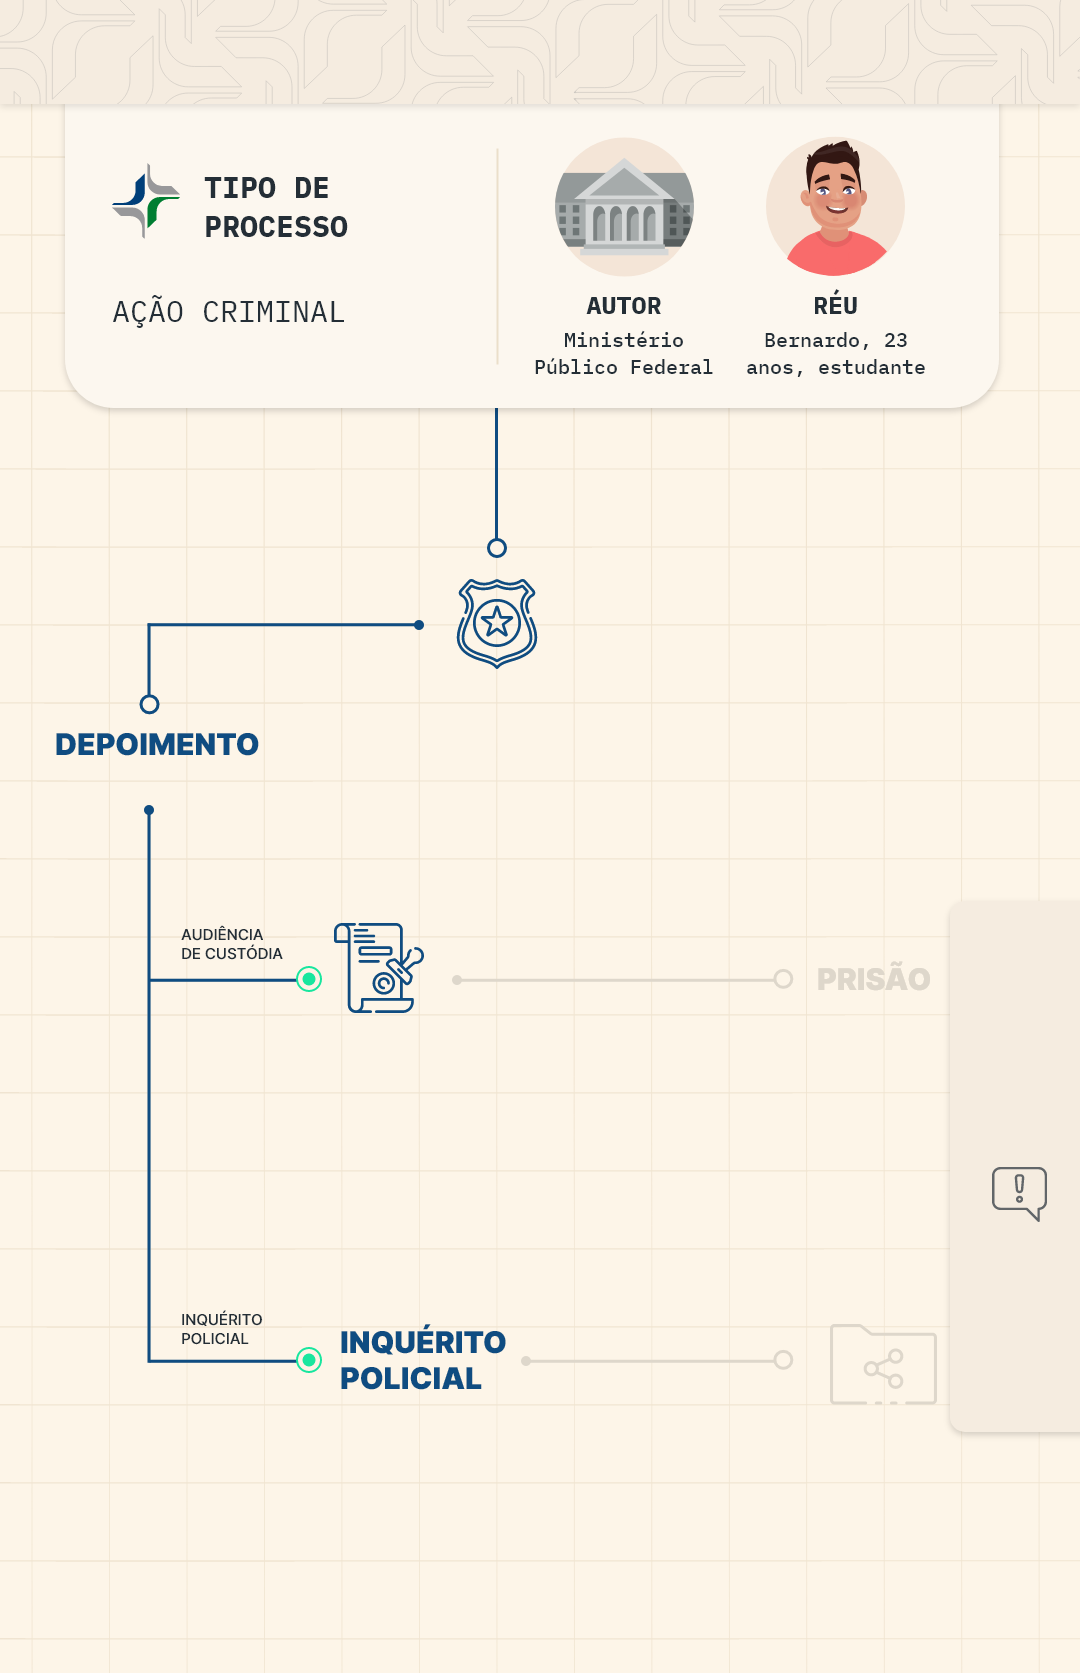 TIPO DE
PROCESSO
AÇÃO CRIMINAL
AUTOR
Ministério
Público Federal
RÉU
Bernardo, 23
anos, estudante
DEPOIMENTO
AUDIÊNCIA
DE CUSTÓDIA
PRISÃO
INQUÉRITO
POLICIAL
INQUÉRITO
POLICIAL